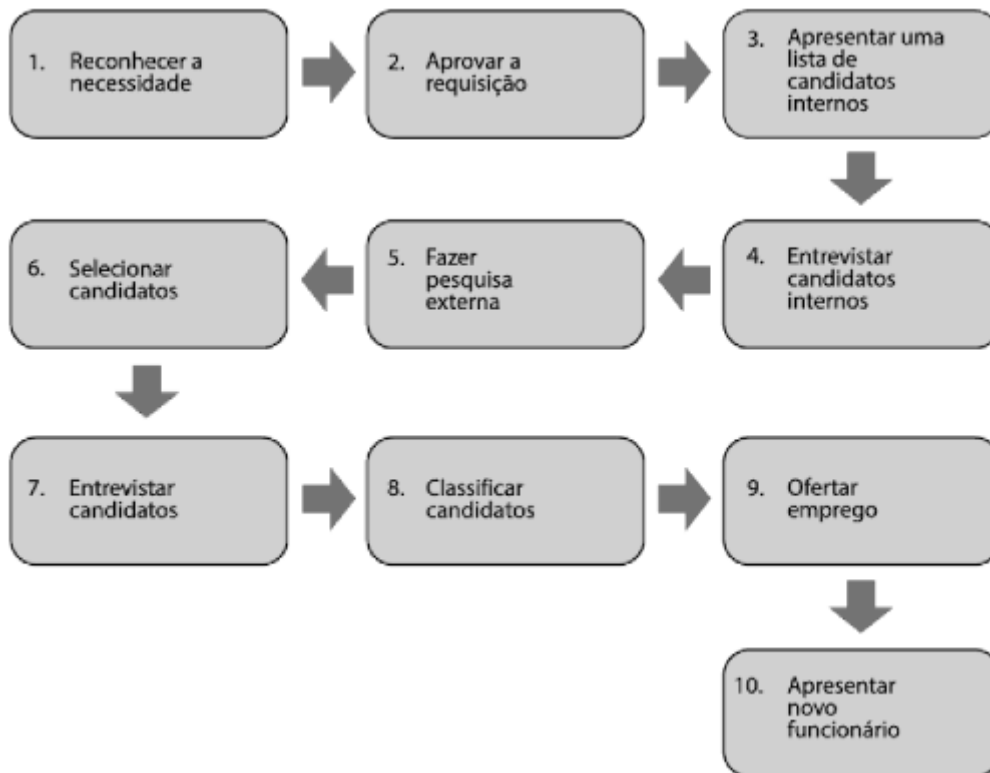 1. Reconhecer a
necessidade
2. Aprovar a
requisição
3. Apresentar uma
lista de
candidatos
internos
4. Entrevistar
candidatos
internos
5. Fazer
pesquisa
externa
6. Selecionar
candidatos
7. Entrevistar
candidatos
8. Classificar
candidatos
9. Ofertar
emprego
10. Apresentar
novo
funcionário